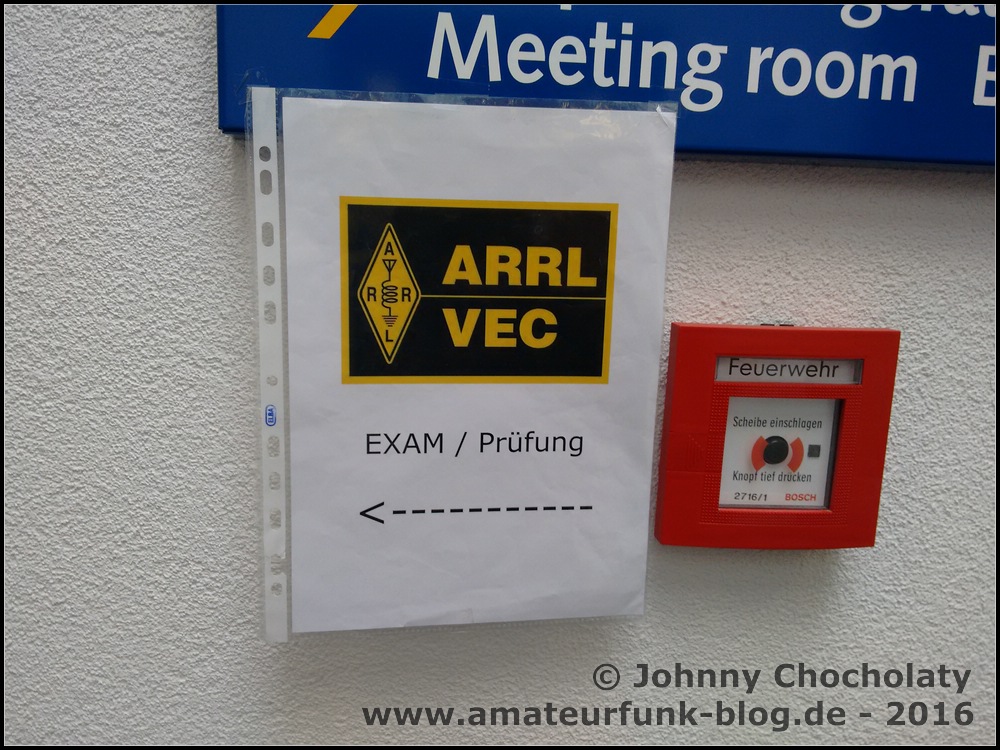 Meeting room
A
R R
L
ARRL
VEC
EXAM / Prüfung
<-----------
ELBA
Feuerwehr
Scheibe einschlagen
Knopf tief drücken
2716/1 BOSCH
© Johnny Chocholaty
www.amateurfunk-blog.de - 2016